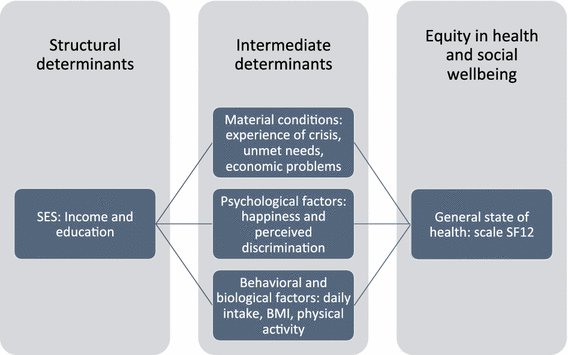 Structural
determinants
Intermediate
determinants
Equity in health
and social
wellbeing
Material conditions:
experience of crisis,
unmet needs,
economic problems
SES: Income and
education
Psychological factors:
happiness and
perceived
discrimination
General state of
health: scale SF12
Behavioral and
biological factors: daily
intake, BMI, physical
activity